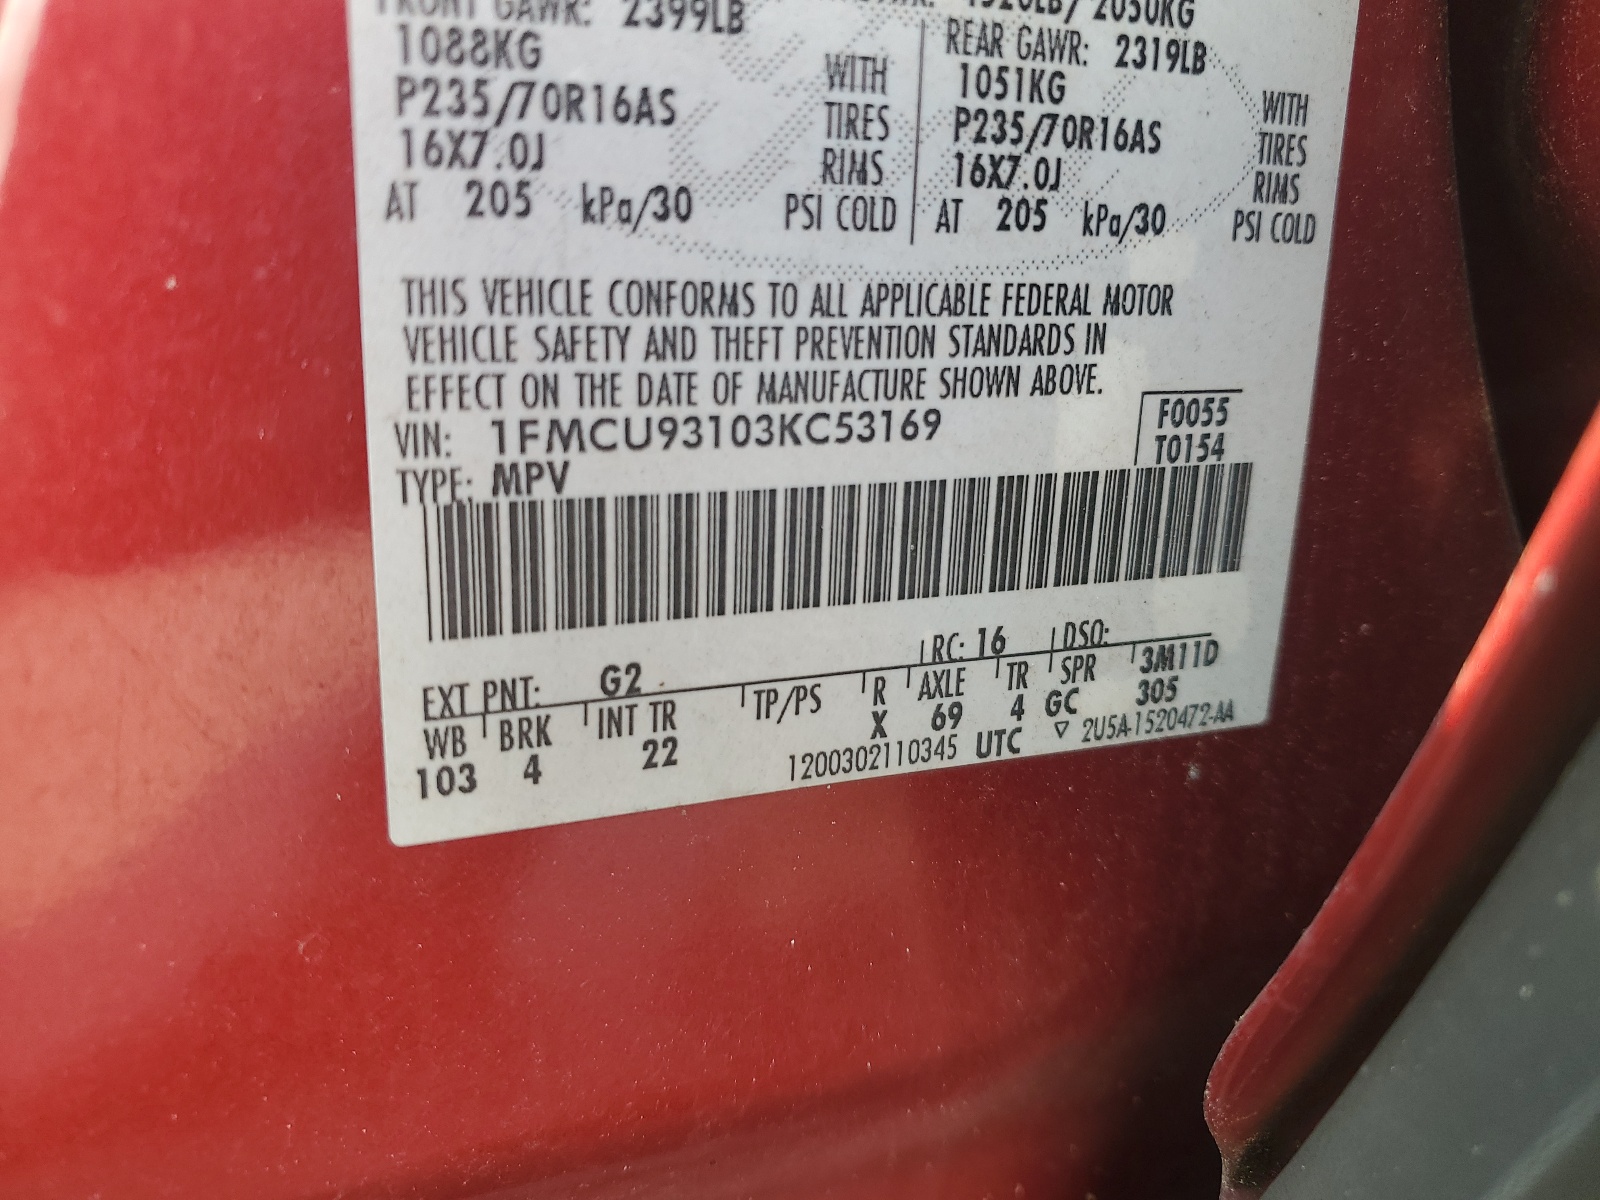 FRONT GAWR: 2399LB
1088KG WITH
P235/70R16AS TIRES
16X7.0J RIMS
AT 205 kPa/30 PSI COLD
2050KG
REAR GAWR: 2319LB
1051KG WITH
P235/70R16AS TIRES
16X7.0J RIMS
AT 205 kPa/30 PSI COLD
THIS VEHICLE CONFORMS TO ALL APPLICABLE FEDERAL MOTOR
VEHICLE SAFETY AND THEFT PREVENTION STANDARDS IN
EFFECT ON THE DATE OF MANUFACTURE SHOWN ABOVE.
VIN: 1FMCU93103KC53169
TYPE: MPV
F0055
T0154
EXT PNT: G2 RC: 16 DSO:
WB BRK INT TR TP/PS R AXLE TR SPR 3M11D
103 4 22 X 69 4 GC 305
1200302110345 UTC ▽ 2U5A-1520472-AA